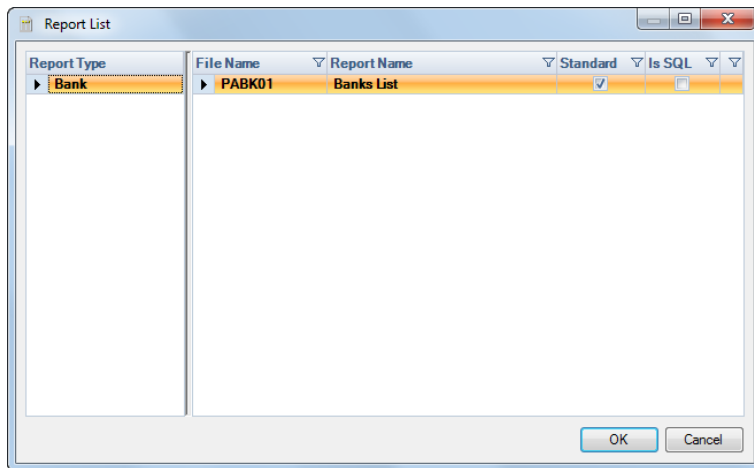 Report List
Report Type File Name Report Name Standard Is SQL
Bank PABK01 Banks List
OK Cancel